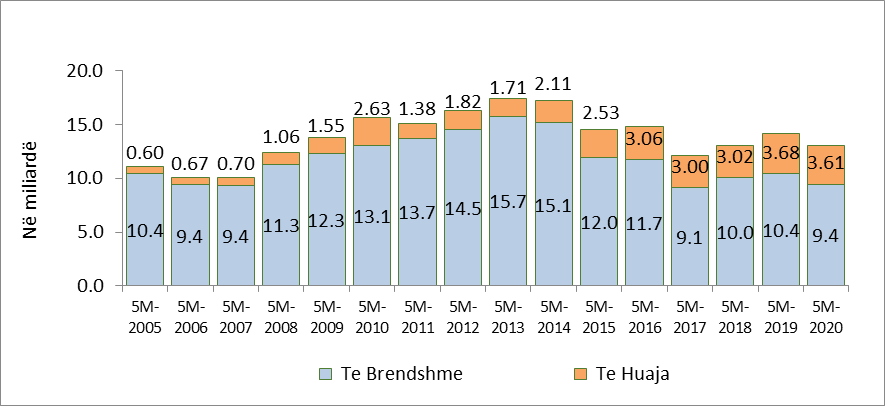 Në miliardë
20.0
15.0
10.0
5.0
0.0
0.60 0.67 0.70 1.06 1.55 2.63 1.38 1.82 1.71 2.11 2.53 3.06 3.00 3.02 3.68 3.61
10.4 9.4 9.4 11.3 12.3 13.1 13.7 14.5 15.7 15.1 12.0 11.7 9.1 10.0 10.4 9.4
5M- 5M- 5M- 5M- 5M- 5M- 5M- 5M- 5M- 5M- 5M- 5M- 5M- 5M- 5M- 5M-
2005 2006 2007 2008 2009 2010 2011 2012 2013 2014 2015 2016 2017 2018 2019 2020
Te Brendshme Te Huaja